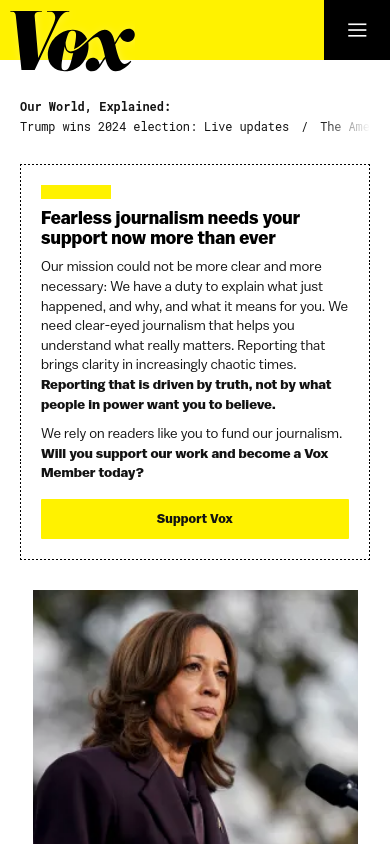 Vox
Our World, Explained:
Trump wins 2024 election: Live updates / The Ame
Fearless journalism needs your
support now more than ever
Our mission could not be more clear and more
necessary: We have a duty to explain what just
happened, and why, and what it means for you. We
need clear-eyed journalism that helps you
understand what really matters. Reporting that
brings clarity in increasingly chaotic times.
Reporting that is driven by truth, not by what
people in power want you to believe.
We rely on readers like you to fund our journalism.
Will you support our work and become a Vox
Member today?
Support Vox